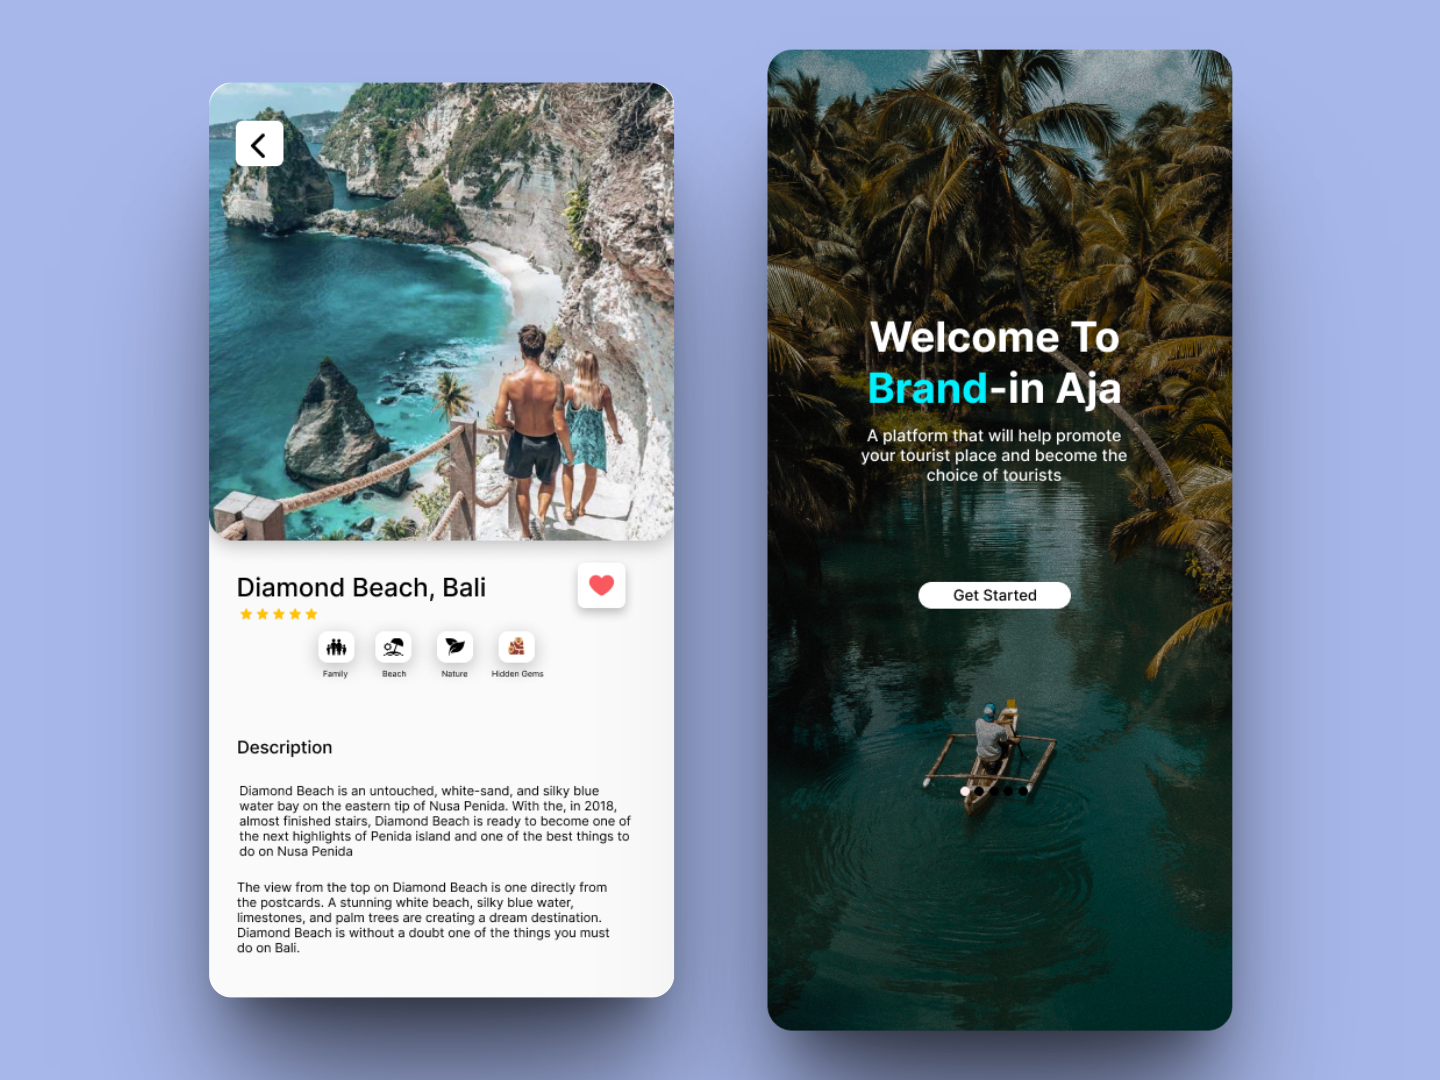 Diamond Beach, Bali
Family
Beach
Nature
Hidden Gems
Description
Diamond Beach is an untouched, white-sand, and silky blue
water bay on the eastern tip of Nusa Penida. With the, in 2018,
almost finished stairs, Diamond Beach is ready to become one of
the next highlights of Penida island and one of the best things to
do on Nusa Penida
The view from the top on Diamond Beach is one directly from
the postcards. A stunning white beach, silky blue water,
limestones, and palm trees are creating a dream destination.
Diamond Beach is without a doubt one of the things you must
do on Bali.
Welcome To
Brand-in Aja
A platform that will help promote
your tourist place and become the
choice of tourists
Get Started